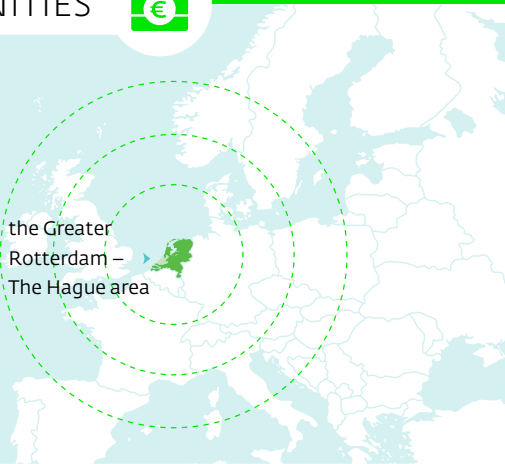 NITIES
€
the Greater
Rotterdam –
The Hague area